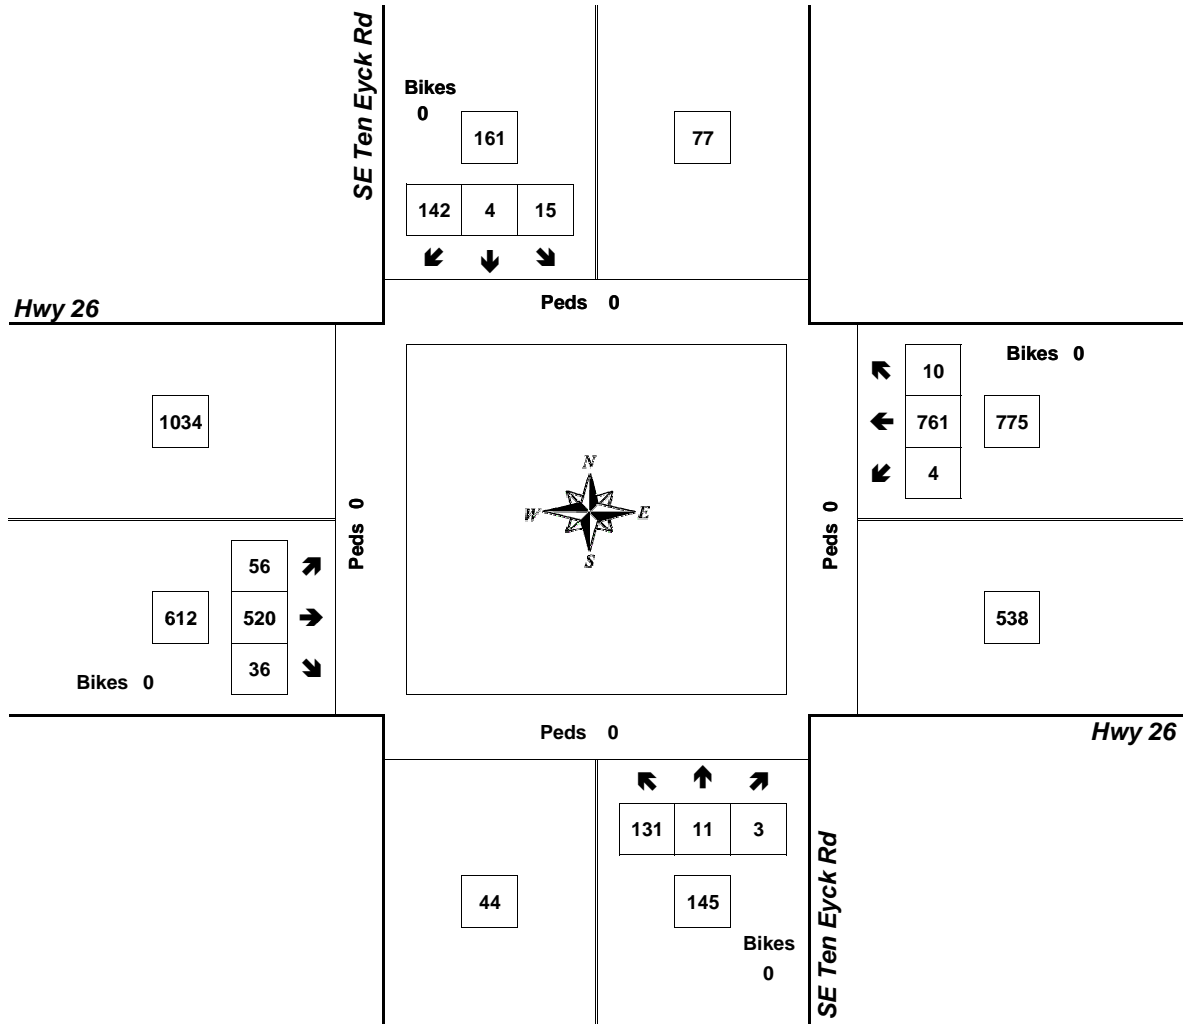 SE Ten Eyck Rd
Bikes
0
161
77
142 4 15
Hwy 26
Peds 0
Bikes 0
10
1034
761 775
4
N
W E
S
Peds 0
Peds 0
56
612 520
538
36
Bikes 0
Peds 0
Hwy 26
131 11 3
44
145
Bikes
0
SE Ten Eyck Rd